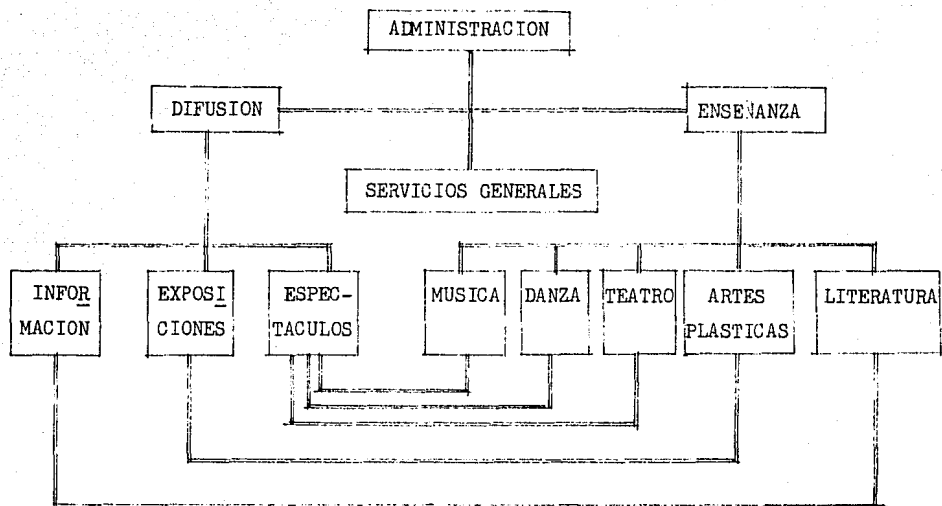 ADMINISTRACION
DIFUSION
ENSEÑANZA
SERVICIOS GENERALES
INFOR
MACION
EXPOSI
CIONES
ESPEC-
TACULOS
MUSICA
DANZA
TEATRO
ARTES
PLASTICAS
LITERATURA